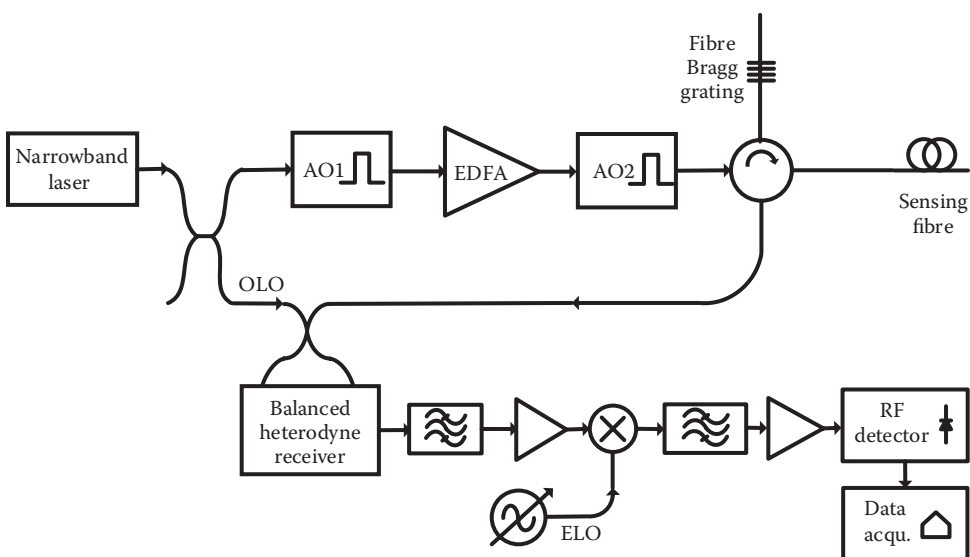 Fibre
Bragg
grating
Narrowband
laser
AO1
EDFA
AO2
Sensing
fibre
OLO
Balanced
heterodyne
receiver
RF
detector
ELO
Data
acqu.